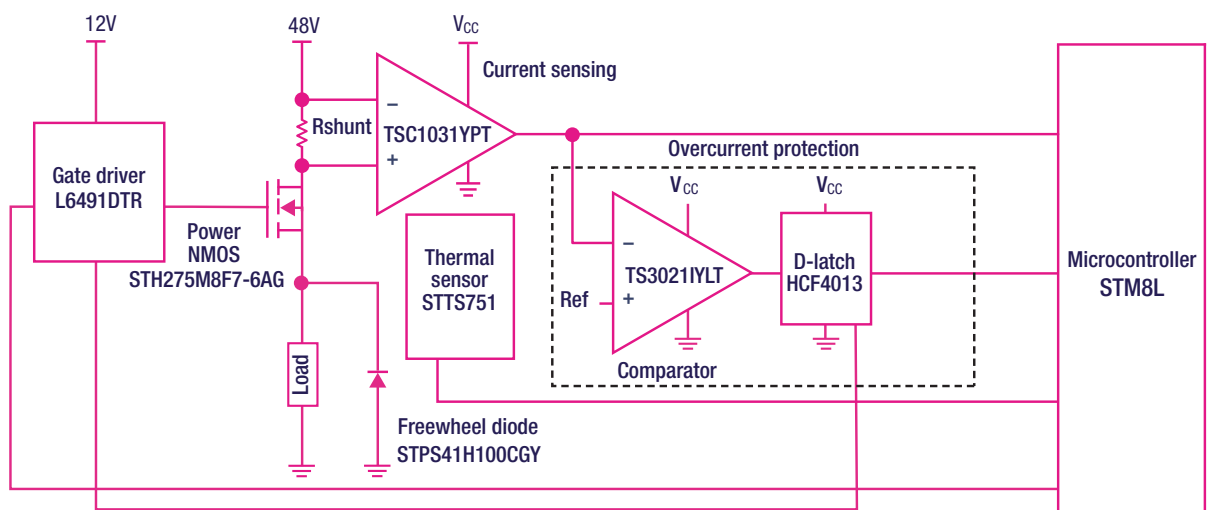 12V
48V
VCC
Current sensing
Rshunt
−
+
TSC1031YPT
Gate driver
L6491DTR
Power
NMOS
STH275M8F7-6AG
Thermal
sensor
STTS751
Overcurrent protection
VCC
VCC
−
+
TS3021IYLT
Ref
Comparator
D-latch
HCF4013
Microcontroller
STM8L
Load
Freewheel diode
STPS41H100CGY